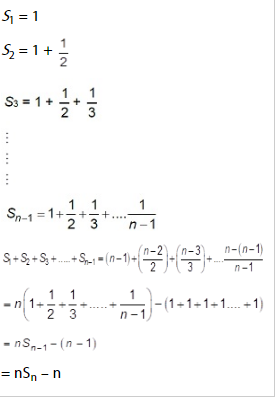 S₁ = 1
S₂ = 1 + 1/2
S₃ = 1 + 1/2 + 1/3
⋮
⋮
⋮
Sₙ₋₁ = 1 + 1/2 + 1/3 + .... 1/(n−1)
S₁ + S₂ + S₃ + ..... + Sₙ₋₁ = (n−1) + ((n−2)/2) + ((n−3)/3) + .... (n−(n−1))/(n−1)
= n(1 + 1/2 + 1/3 + ..... + 1/(n−1)) − (1+1+1+1.... +1)
= nSₙ₋₁ − (n − 1)
= nSₙ − n